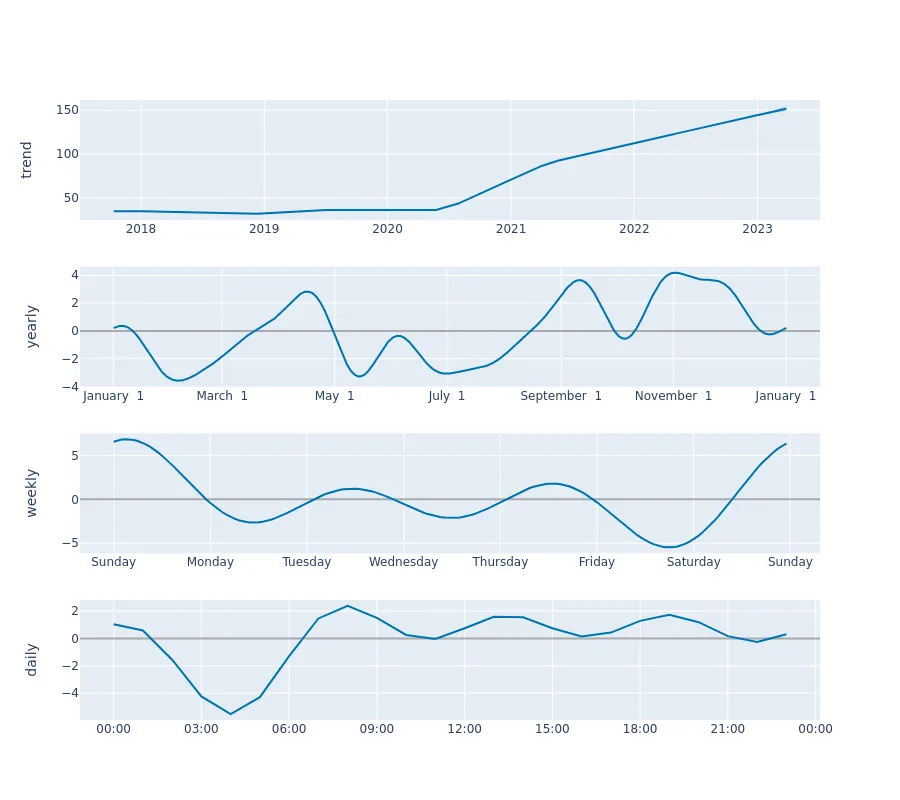 trend
150
100
50
2018 2019 2020 2021 2022 2023
yearly
4
2
0
−2
−4
January 1 March 1 May 1 July 1 September 1 November 1 January 1
weekly
5
0
−5
Sunday Monday Tuesday Wednesday Thursday Friday Saturday Sunday
daily
2
0
−2
−4
00:00 03:00 06:00 09:00 12:00 15:00 18:00 21:00 00:00